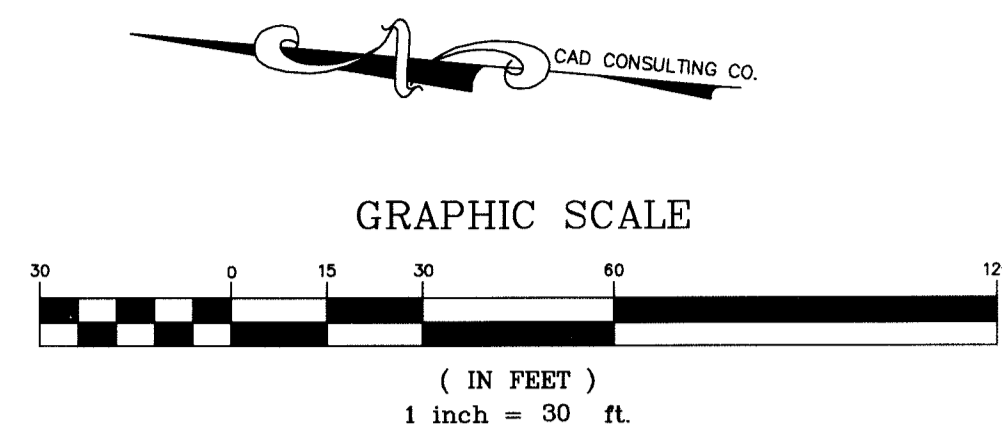 CAD CONSULTING CO.
GRAPHIC SCALE
30 0 15 30 60 12
( IN FEET )
1 inch = 30 ft.